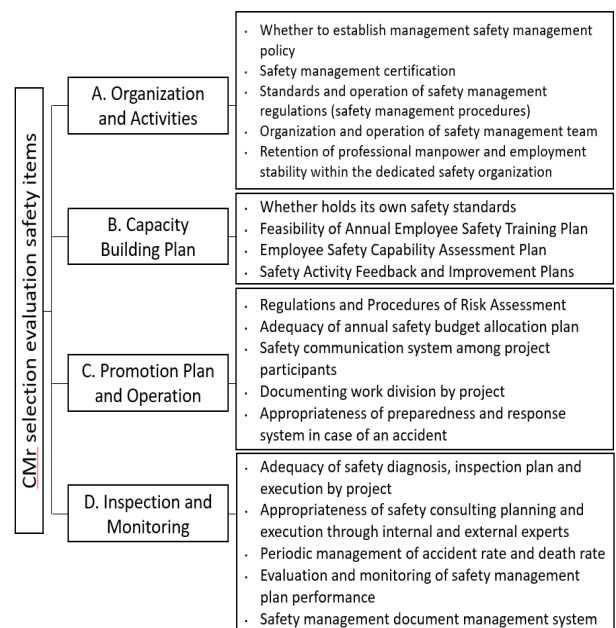 CMr selection evaluation safety items
A. Organization
and Activities
· Whether to establish management safety management
policy
· Safety management certification
· Standards and operation of safety management
regulations (safety management procedures)
· Organization and operation of safety management team
· Retention of professional manpower and employment
stability within the dedicated safety organization
B. Capacity
Building Plan
· Whether holds its own safety standards
· Feasibility of Annual Employee Safety Training Plan
· Employee Safety Capability Assessment Plan
· Safety Activity Feedback and Improvement Plans
C. Promotion Plan
and Operation
· Regulations and Procedures of Risk Assessment
· Adequacy of annual safety budget allocation plan
· Safety communication system among project
participants
· Documenting work division by project
· Appropriateness of preparedness and response
system in case of an accident
D. Inspection and
Monitoring
· Adequacy of safety diagnosis, inspection plan and
execution by project
· Appropriateness of safety consulting planning and
execution through internal and external experts
· Periodic management of accident rate and death rate
· Evaluation and monitoring of safety management
plan performance
· Safety management document management system